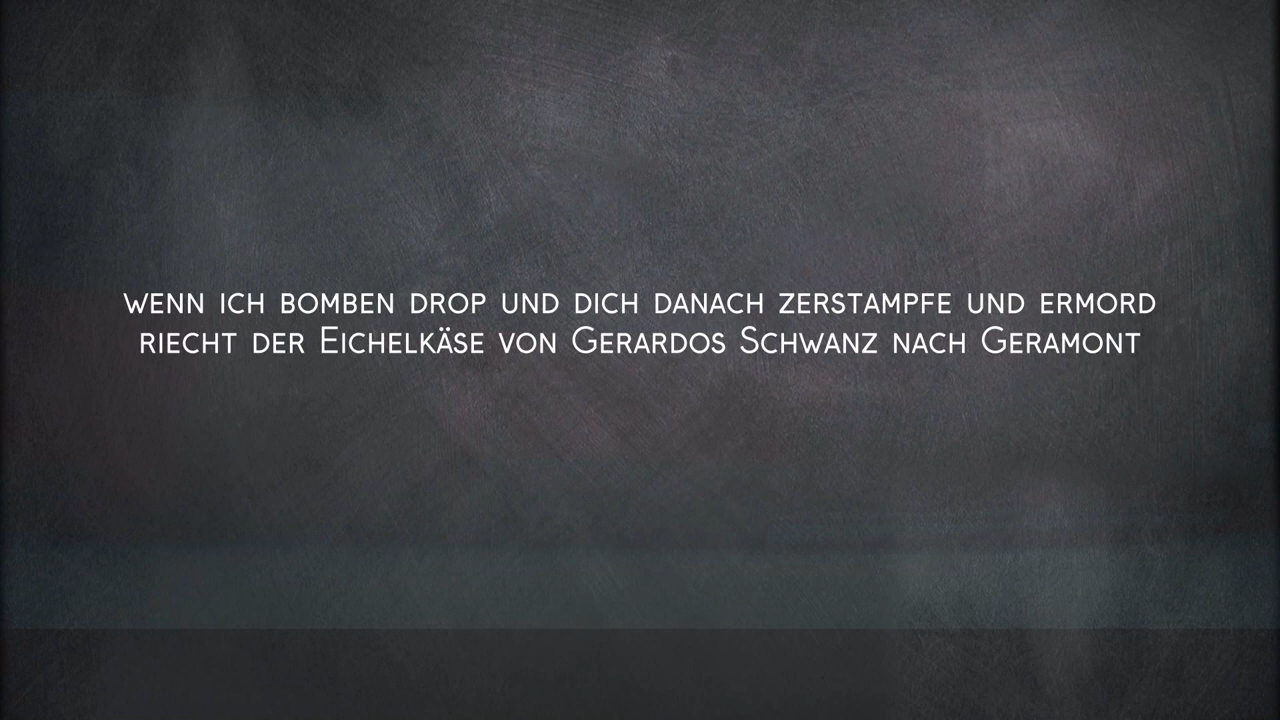 wenn ich bomben drop und dich danach zerstampfe und ermord
riecht der Eichelkäse von Gerardos Schwanz nach Geramont